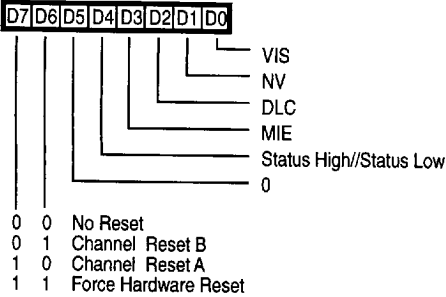 D7 D6 D5 D4 D3 D2 D1 D0
VIS
NV
DLC
MIE
Status High//Status Low
0
0 0 No Reset
0 1 Channel Reset B
1 0 Channel Reset A
1 1 Force Hardware Reset